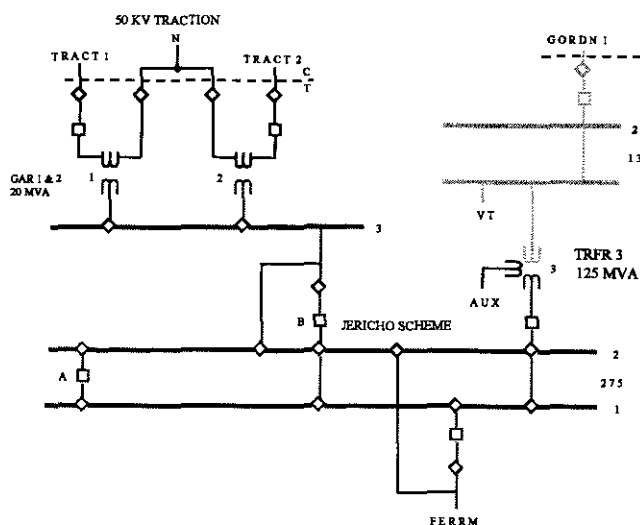 50 KV TRACTION
N
TRACT 1
TRACT 2
C
T
GORDN 1
GAR 1 & 2
20 MVA
1
2
2
13
VT
3
3
TRFR 3
125 MVA
AUX
B
JERICHO SCHEME
2
A
275
1
FERRM